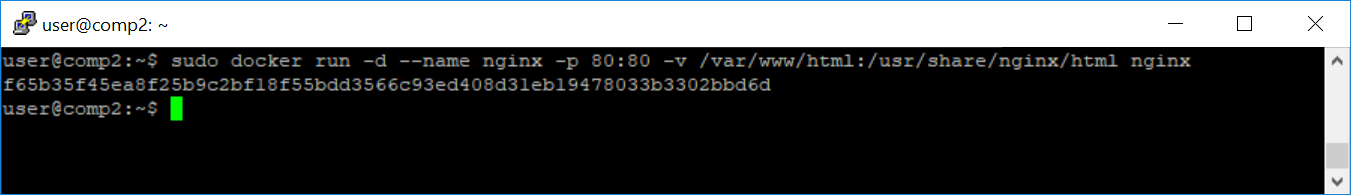 user@comp2: ~
user@comp2:~$ sudo docker run -d --name nginx -p 80:80 -v /var/www/html:/usr/share/nginx/html nginx
f65b35f45ea8f25b9c2bf18f55bdd3566c93ed408d31eb19478033b3302bbd6d
user@comp2:~$